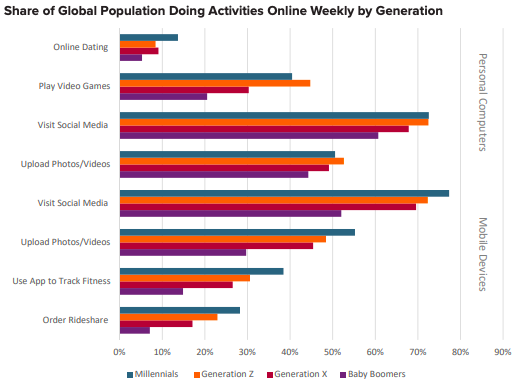 Share of Global Population Doing Activities Online Weekly by Generation
Online Dating
Play Video Games
Visit Social Media
Upload Photos/Videos
Visit Social Media
Upload Photos/Videos
Use App to Track Fitness
Order Rideshare
Personal Computers
Mobile Devices
0% 10% 20% 30% 40% 50% 60% 70% 80% 90%
Millennials Generation Z Generation X Baby Boomers